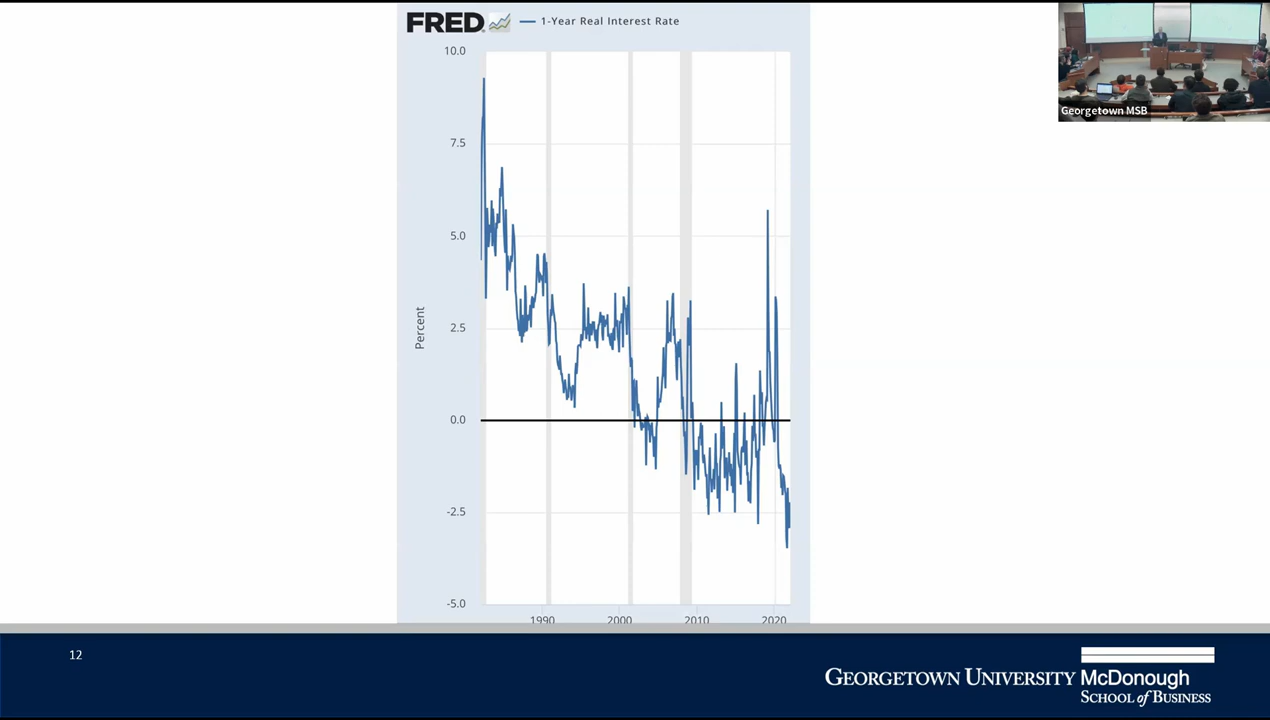 FRED
1-Year Real Interest Rate
10.0
7.5
5.0
2.5
0.0
-2.5
-5.0
Percent
1990
2000
2010
2020
Georgetown MSB
12
GEORGETOWN UNIVERSITY
McDonough
SCHOOL of BUSINESS